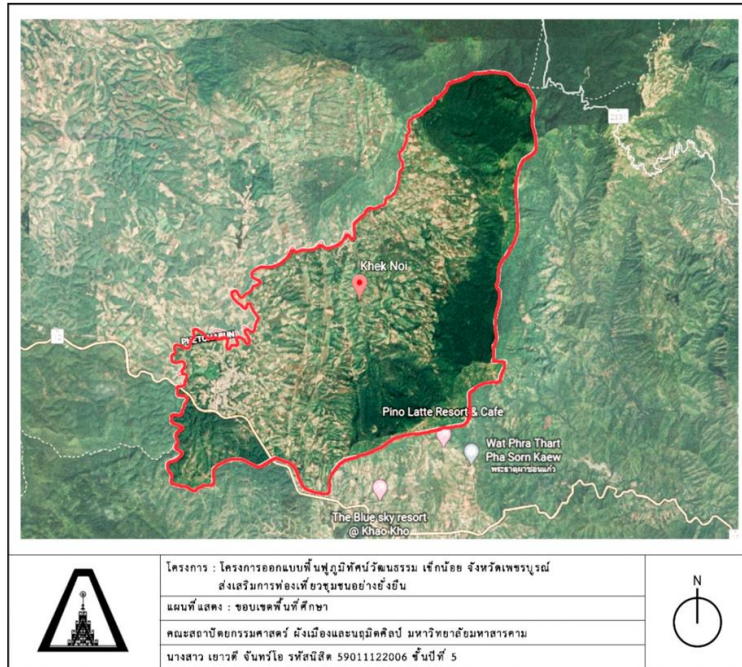 213
Khek Noi
PHETCHABUN
Pino Latte Resort & Cafe
Wat Phra Thart
Pha Sorn Kaew
พระธาตุผาซ่อนแก้ว
The Blue sky resort
@ Khao Kho
โครงการ : โครงการออกแบบฟื้นฟูภูมิทัศน์วัฒนธรรม เข็กน้อย จังหวัดเพชรบูรณ์
ส่งเสริมการท่องเที่ยวชุมชนอย่างยั่งยืน
แผนที่แสดง : ขอบเขตพื้นที่ศึกษา
คณะสถาปัตยกรรมศาสตร์ ผังเมืองและนฤมิตศิลป์ มหาวิทยาลัยมหาสารคาม
นางสาว เยาวดี จันทร์โอ รหัสนิสิต 59011122006 ชั้นปีที่ 5
N